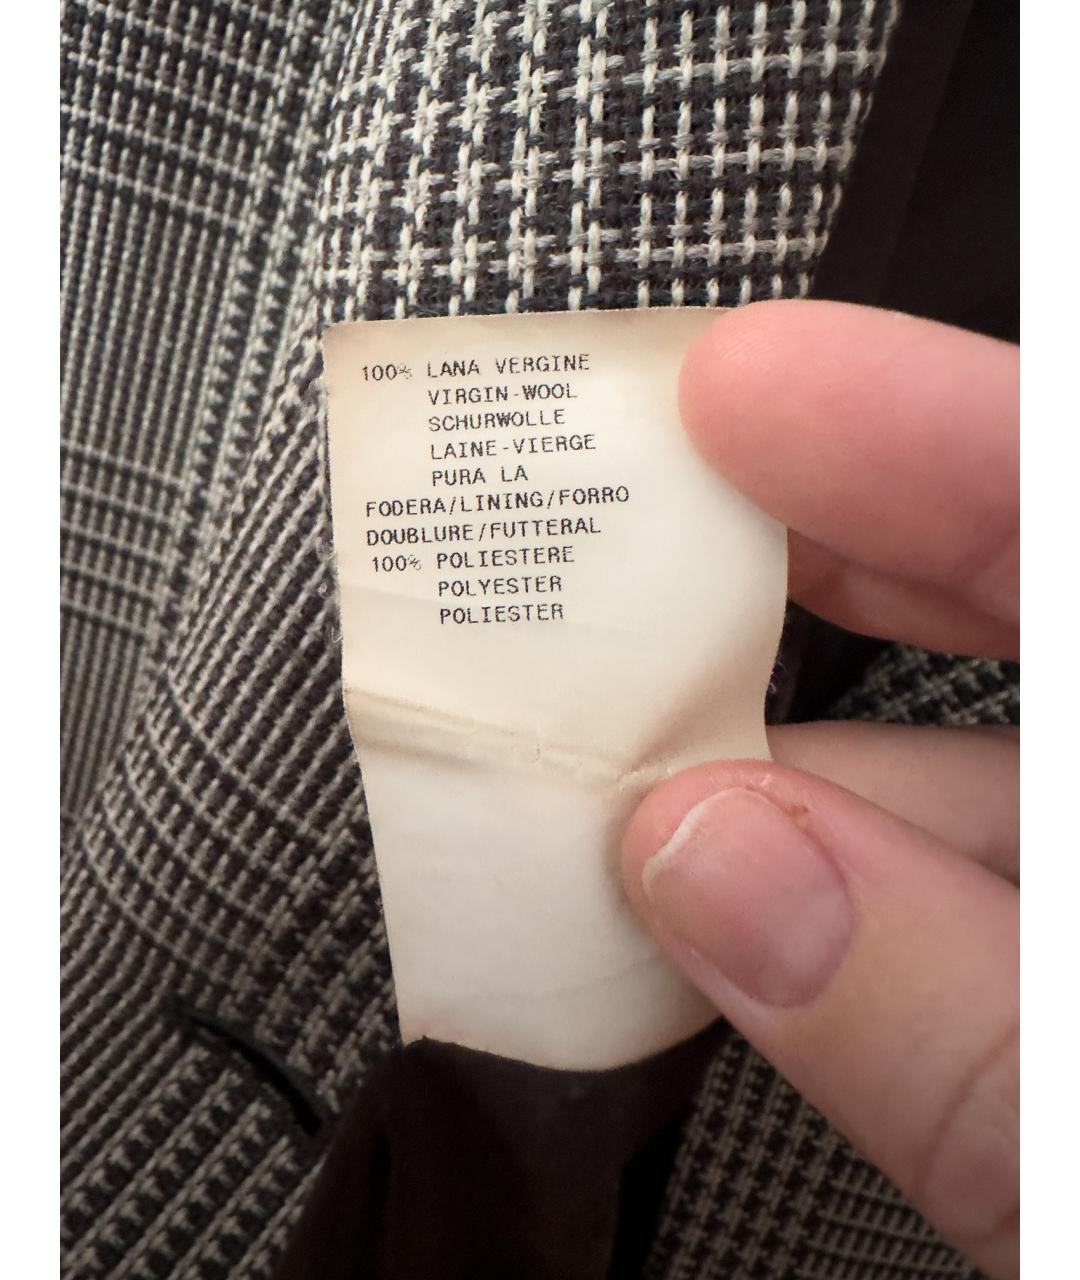 100% LANA VERGINE
VIRGIN-WOOL
SCHURWOLLE
LAINE-VIERGE
PURA LA
FODERA/LINING/FORRO
DOUBLURE/FUTTERAL
100% POLIESTERE
POLYESTER
POLIESTER